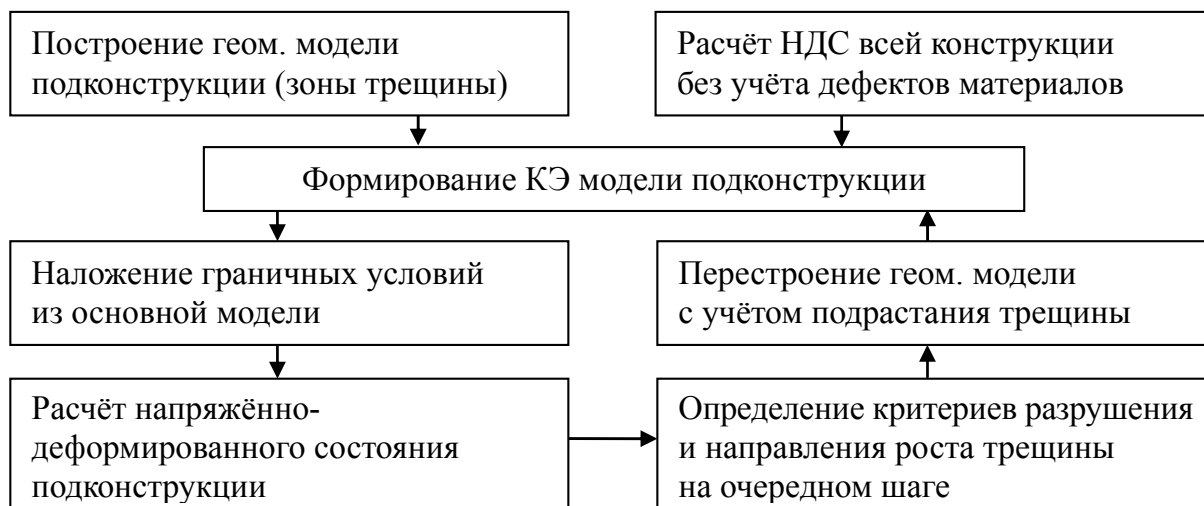 Построение геом. модели
подконструкции (зоны трещины)
Расчёт НДС всей конструкции
без учёта дефектов материалов
Формирование КЭ модели подконструкции
Наложение граничных условий
из основной модели
Перестроение геом. модели
с учётом подрастания трещины
Расчёт напряжённо-
деформированного состояния
подконструкции
Определение критериев разрушения
и направления роста трещины
на очередном шаге